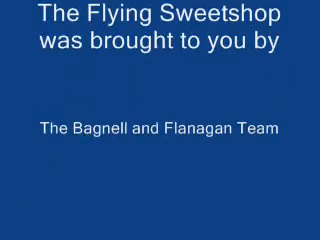 The Flying Sweetshop
was brought to you by
The Bagnell and Flanagan Team